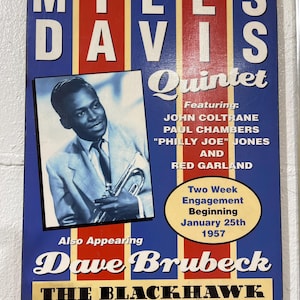 MILES
DAVIS
Quintet
Featuring:
JOHN COLTRANE
PAUL CHAMBERS
"PHILLY JOE" JONES
AND
RED GARLAND
Two Week
Engagement
Beginning
January 25th
1957
Also Appearing
Dave Brubeck
THE BLACKHAWK